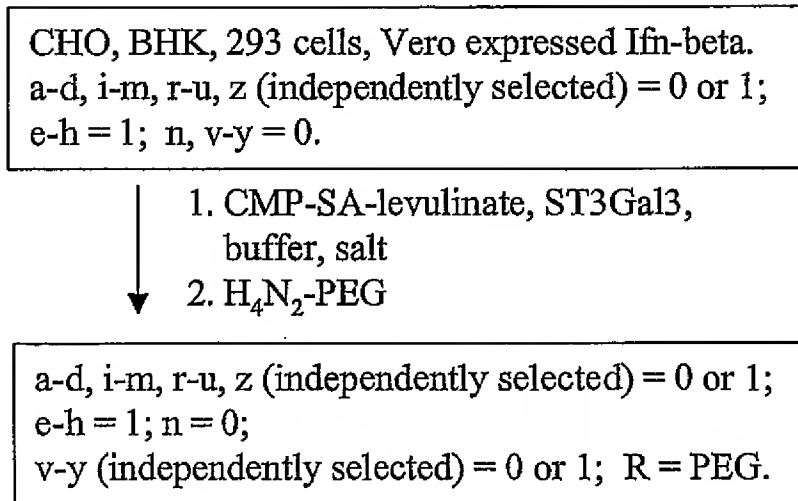 CHO, BHK, 293 cells, Vero expressed Ifn-beta.
a-d, i-m, r-u, z (independently selected) = 0 or 1;
e-h = 1; n, v-y = 0.
1. CMP-SA-levulinate, ST3Gal3,
buffer, salt
2. H₄N₂-PEG
a-d, i-m, r-u, z (independently selected) = 0 or 1;
e-h = 1; n = 0;
v-y (independently selected) = 0 or 1; R = PEG.